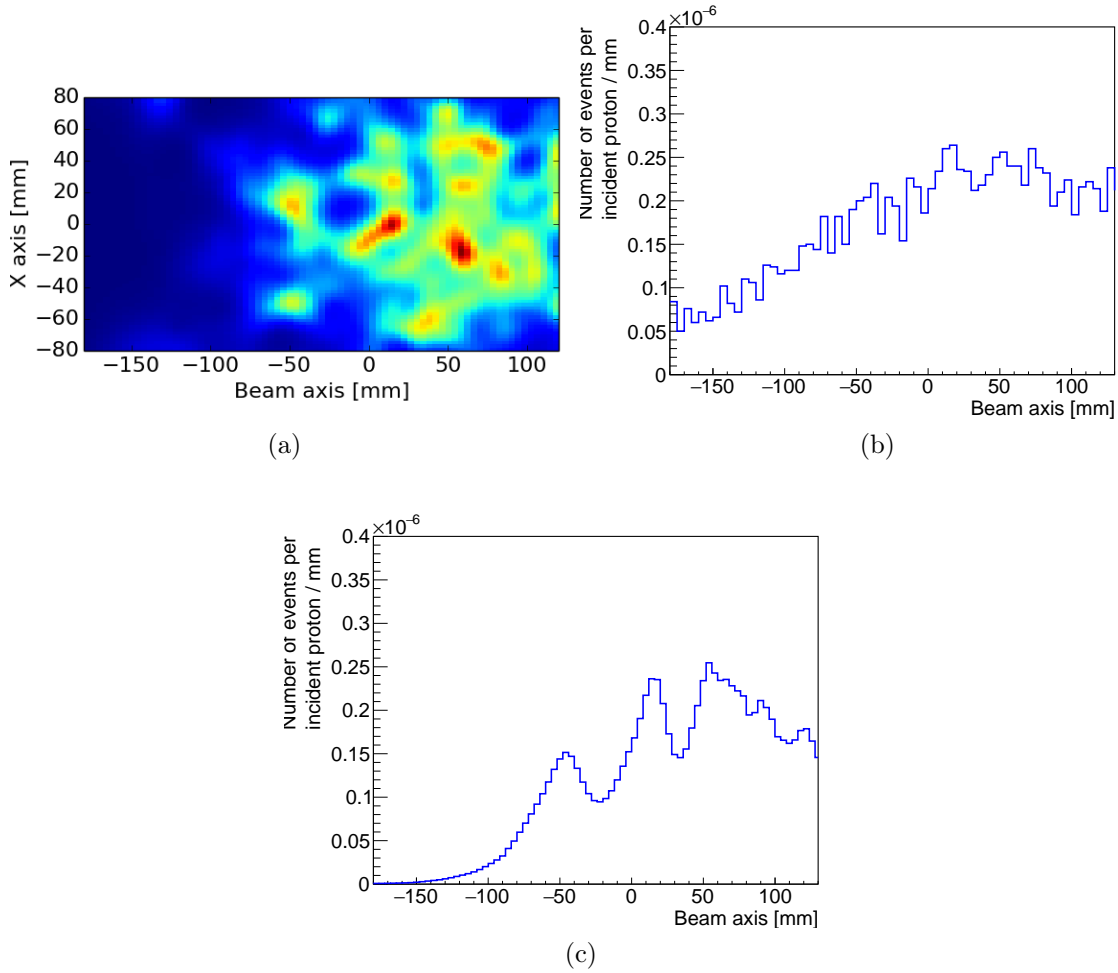 80
60
40
20
0
−20
−40
−60
−80
X axis [mm]
−150 −100 −50 0 50 100
Beam axis [mm]
(a)
×10−6
0.4
0.35
0.3
0.25
0.2
0.15
0.1
0.05
0
Number of events per
incident proton / mm
−150 −100 −50 0 50 100
Beam axis [mm]
(b)
×10−6
0.4
0.35
0.3
0.25
0.2
0.15
0.1
0.05
0
Number of events per
incident proton / mm
−150 −100 −50 0 50 100
Beam axis [mm]
(c)